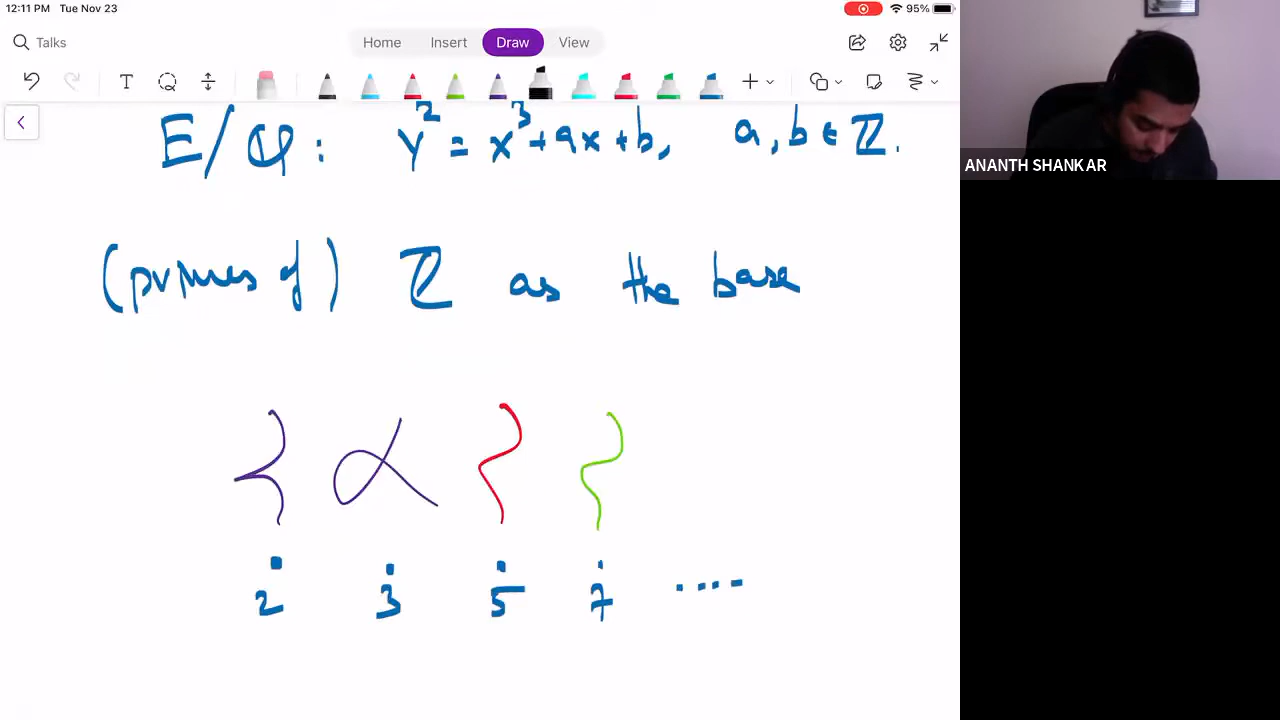 12:11 PM Tue Nov 23
95%
Talks
Home Insert Draw View
E/ℚ: y² = x³+ax+b, a, b ∈ ℤ.
ANANTH SHANKAR
(primes of) ℤ as the base
2 3 5 7 ....